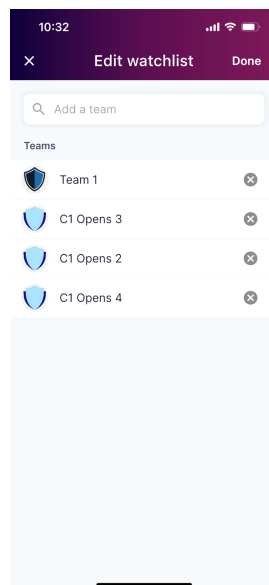 10:32
Edit watchlist
Done
Add a team
Teams
Team 1
C1 Opens 3
C1 Opens 2
C1 Opens 4